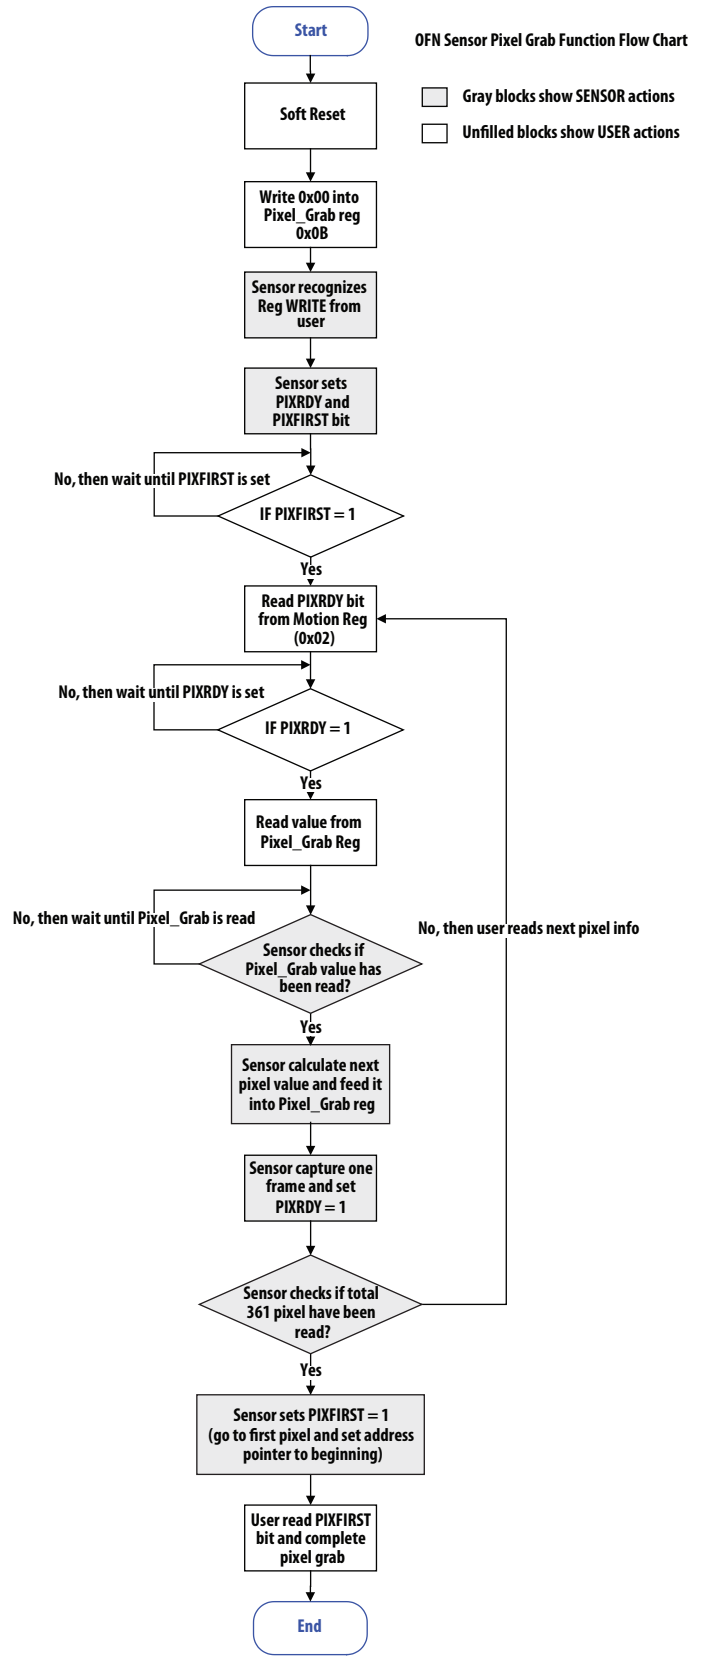 Start
OFN Sensor Pixel Grab Function Flow Chart
Gray blocks show SENSOR actions
Unfilled blocks show USER actions
Soft Reset
Write 0x00 into
Pixel_Grab reg
0x0B
Sensor recognizes
Reg WRITE from
user
Sensor sets
PIXRDY and
PIXFIRST bit
No, then wait until PIXFIRST is set
IF PIXFIRST = 1
Yes
Read PIXRDY bit
from Motion Reg
(0x02)
No, then wait until PIXRDY is set
IF PIXRDY = 1
Yes
Read value from
Pixel_Grab Reg
No, then wait until Pixel_Grab is read
No, then user reads next pixel info
Sensor checks if
Pixel_Grab value has
been read?
Yes
Sensor calculate next
pixel value and feed it
into Pixel_Grab reg
Sensor capture one
frame and set
PIXRDY = 1
Sensor checks if total
361 pixel have been
read?
Yes
Sensor sets PIXFIRST = 1
(go to first pixel and set address
pointer to beginning)
User read PIXFIRST
bit and complete
pixel grab
End